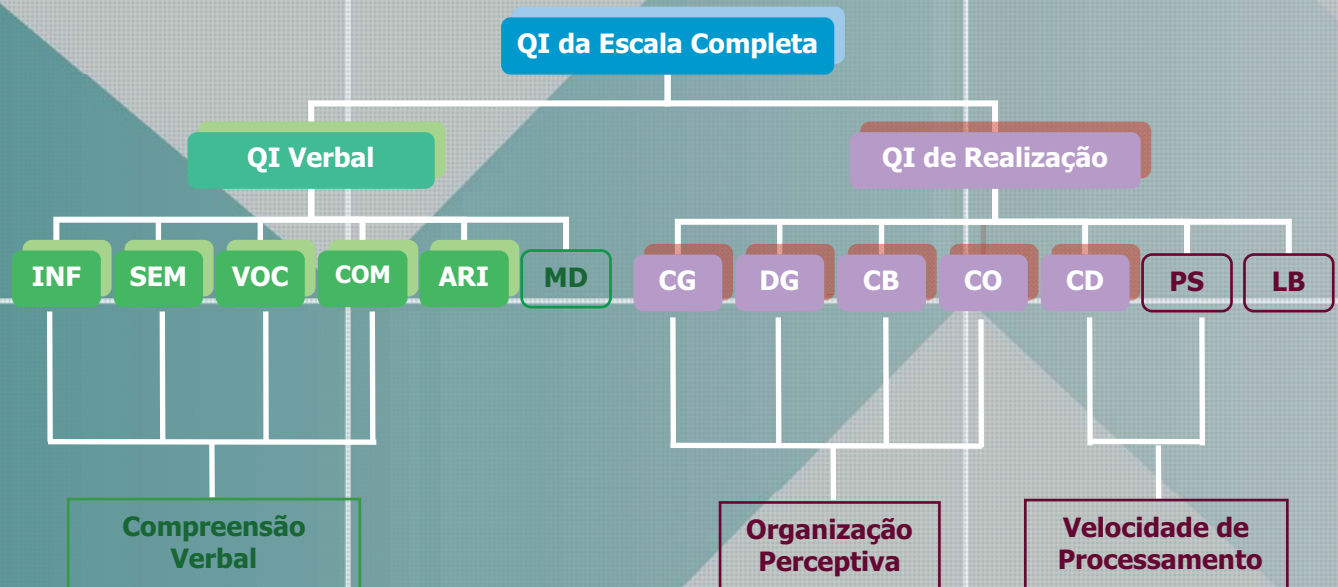 QI da Escala Completa
QI Verbal
QI de Realização
INF
SEM
VOC
COM
ARI
MD
CG
DG
CB
CO
CD
PS
LB
Compreensão
Verbal
Organização
Perceptiva
Velocidade de
Processamento